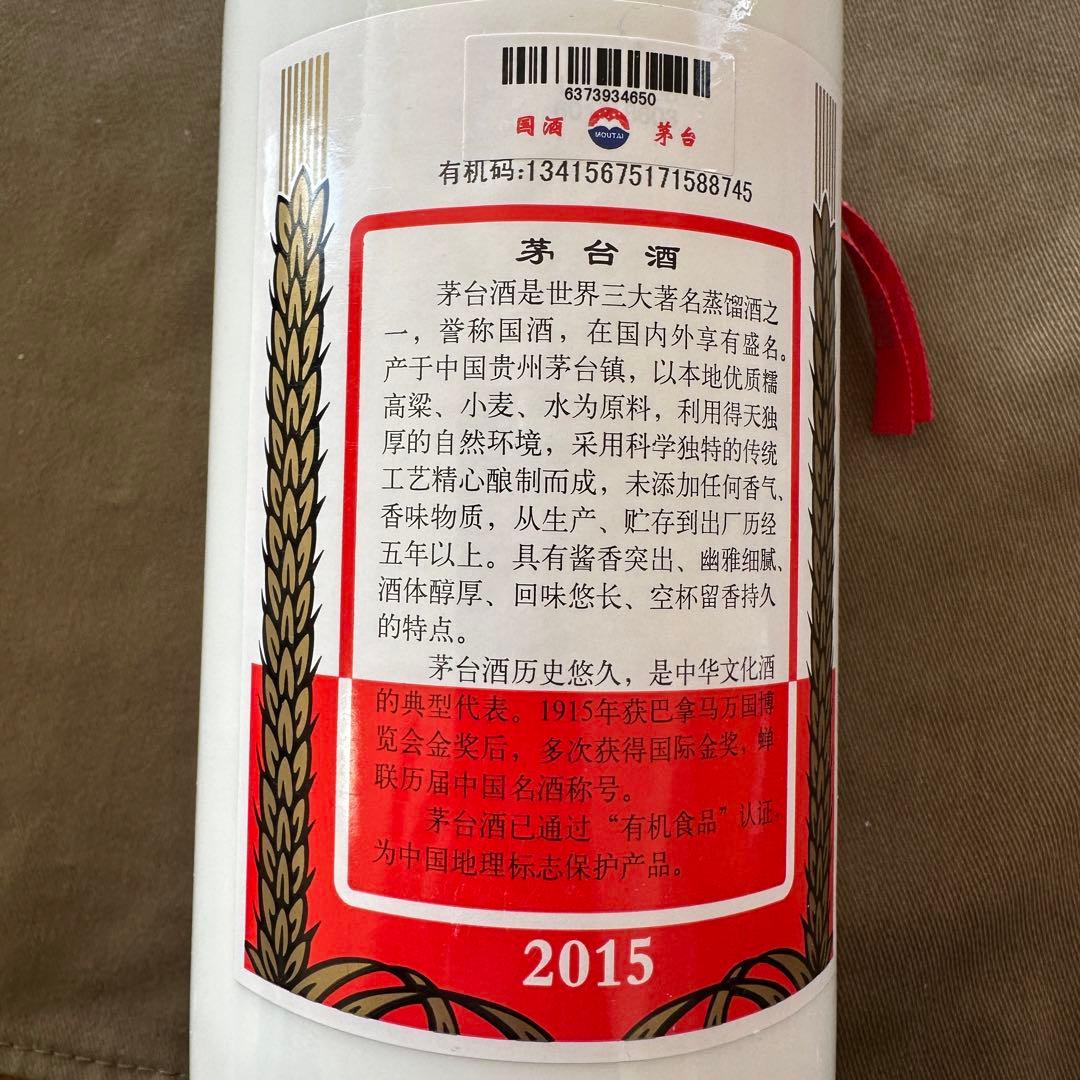 6373934650
国酒 MOUTAI 茅台
有机码:13415675171588745
茅台酒
茅台酒是世界三大著名蒸馏酒之
一，誉称国酒，在国内外享有盛名。
产于中国贵州茅台镇，以本地优质糯
高粱、小麦、水为原料，利用得天独
厚的自然环境，采用科学独特的传统
工艺精心酿制而成，未添加任何香气、
香味物质，从生产、贮存到出厂历经
五年以上。具有酱香突出、幽雅细腻、
酒体醇厚、回味悠长、空杯留香持久
的特点。
茅台酒历史悠久，是中华文化酒
的典型代表。1915年获巴拿马万国博
览会金奖后，多次获得国际金奖，蝉
联历届中国名酒称号。
茅台酒已通过“有机食品”认证，
为中国地理标志保护产品。
2015